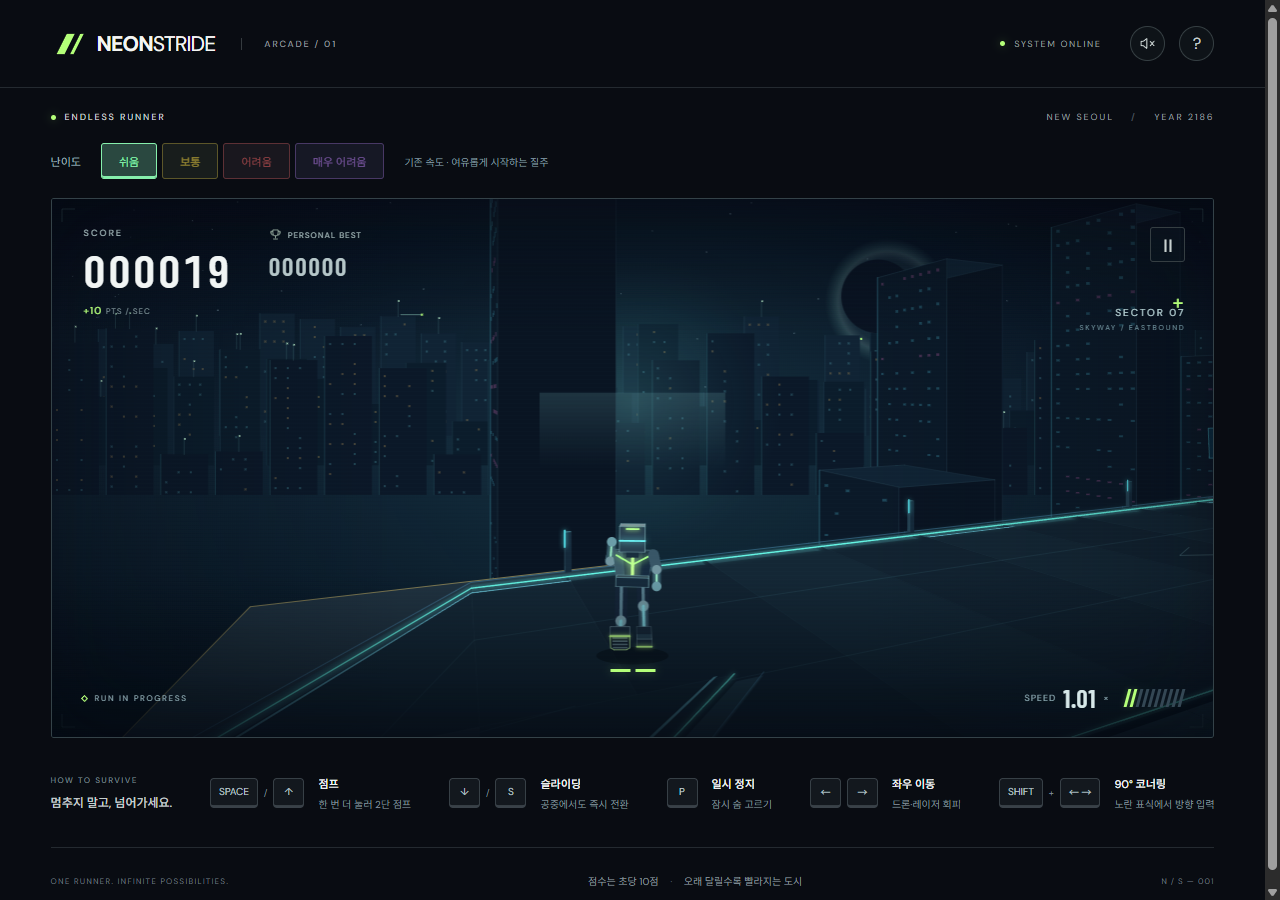 NEONSTRIDE
ARCADE / 01
SYSTEM ONLINE
?
ENDLESS RUNNER
NEW SEOUL / YEAR 2186
난이도 쉬움 보통 어려움 매우 어려움 기존 속도 · 여유롭게 시작하는 질주
SCORE
000019
+10 PTS / SEC
PERSONAL BEST
000000
SECTOR 07
SKYWAY / EASTBOUND
RUN IN PROGRESS
SPEED 1.01 ×
HOW TO SURVIVE
멈추지 말고, 넘어가세요.
SPACE / ↑
점프
한 번 더 눌러 2단 점프
↓ / S
슬라이딩
공중에서도 즉시 전환
P
일시 정지
잠시 숨 고르기
← →
좌우 이동
드론·레이저 회피
SHIFT + ← →
90° 코너링
노란 표식에서 방향 입력
ONE RUNNER. INFINITE POSSIBILITIES.
점수는 초당 10점 · 오래 달릴수록 빨라지는 도시
N / S — 001